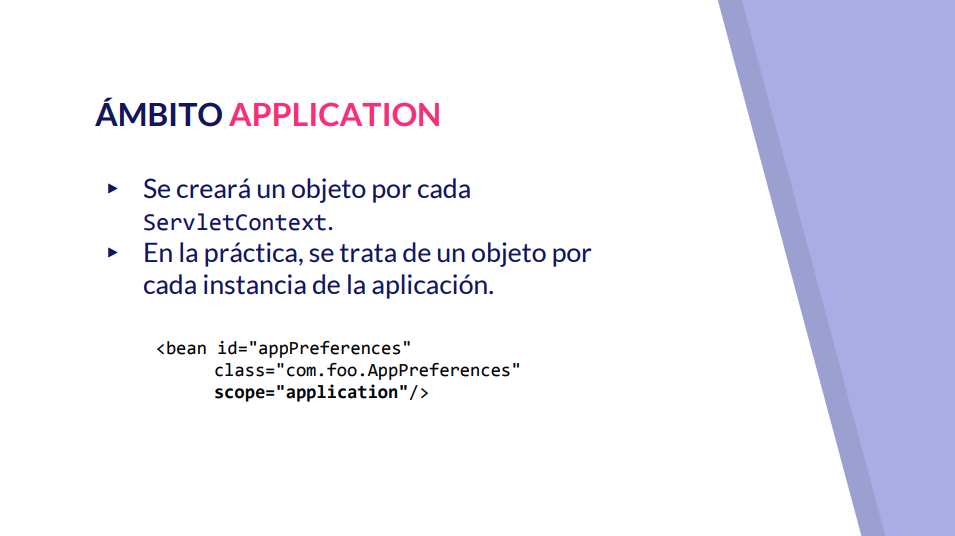 ÁMBITO APPLICATION
▸ Se creará un objeto por cada
ServletContext.
▸ En la práctica, se trata de un objeto por
cada instancia de la aplicación.
<bean id="appPreferences"
class="com.foo.AppPreferences"
scope="application"/>